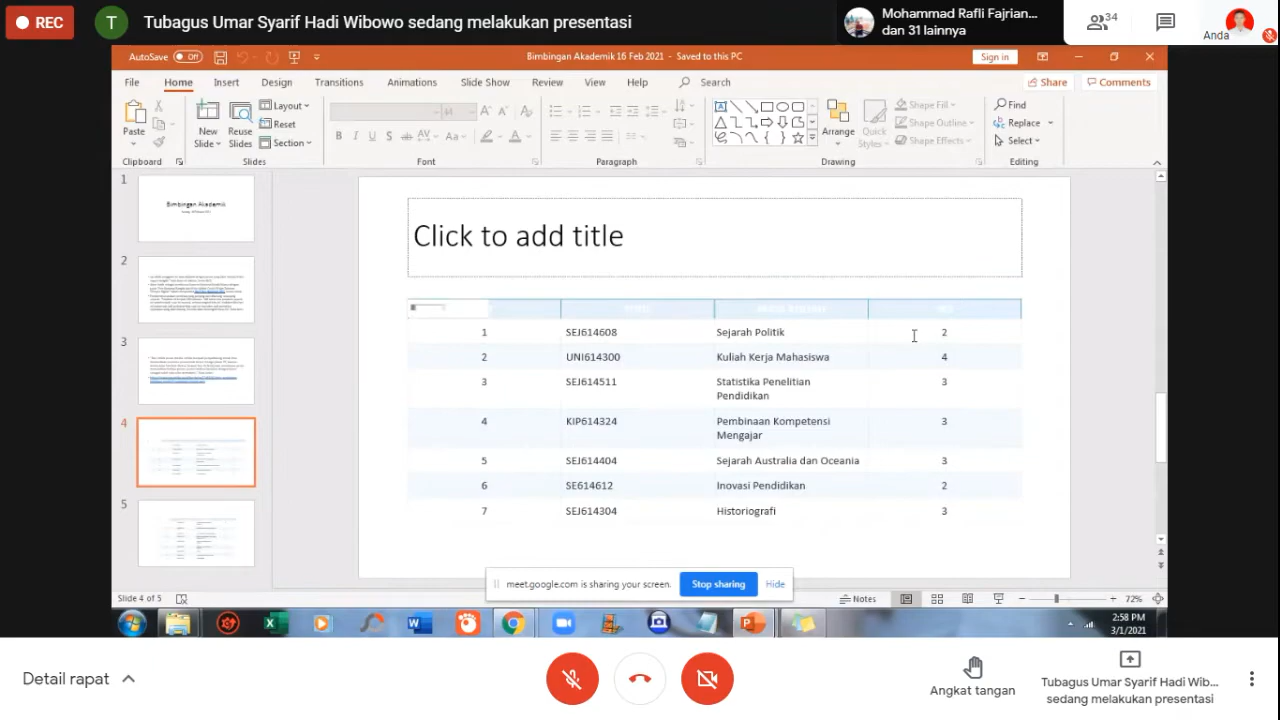 REC
T
Tubagus Umar Syarif Hadi Wibowo sedang melakukan presentasi
Mohammad Rafli Fajrian...
dan 31 lainnya
34
Anda
AutoSave Off
Bimbingan Akademik 16 Feb 2021 - Saved to this PC
Sign in
File Home Insert Design Transitions Animations Slide Show Review View Help Search
Share Comments
Paste
New Slides
Reuse Slides
Layout
Reset
Section
Shape Fill
Shape Outline
Shape Effects
Arrange
Quick Styles
Find
Replace
Select
Clipboard Slides Font Paragraph Drawing Editing
1
Bimbingan Akademik
2
3
4
5
Click to add title
1 SEJ614608 Sejarah Politik 2
2 UNI614300 Kuliah Kerja Mahasiswa 4
3 SEJ614511 Statistika Penelitian Pendidikan 3
4 KIP614324 Pembinaan Kompetensi Mengajar 3
5 SEJ614404 Sejarah Australia dan Oceania 3
6 SE614612 Inovasi Pendidikan 2
7 SEJ614304 Historiografi 3
meet.google.com is sharing your screen.
Stop sharing
Hide
Slide 4 of 5
Notes
72%
2:58 PM
3/1/2021
Detail rapat
Angkat tangan
Tubagus Umar Syarif Hadi Wib...
sedang melakukan presentasi